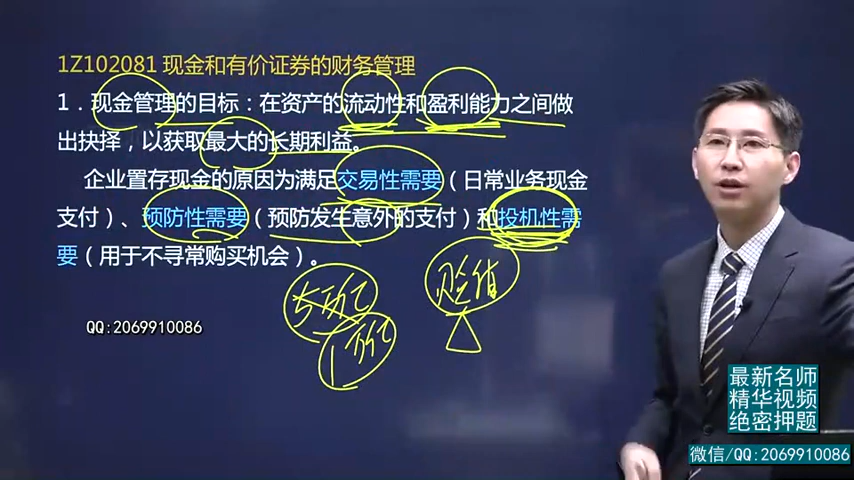 1Z102081 现金和有价证券的财务管理
1．现金管理的目标：在资产的流动性和盈利能力之间做
出抉择，以获取最大的长期利益。
企业置存现金的原因为满足交易性需要（日常业务现金
支付）、预防性需要（预防发生意外的支付）和投机性需
要（用于不寻常购买机会）。
贬值
1万亿
QQ:2069910086
最新名师
精华视频
绝密押题
微信/QQ:2069910086